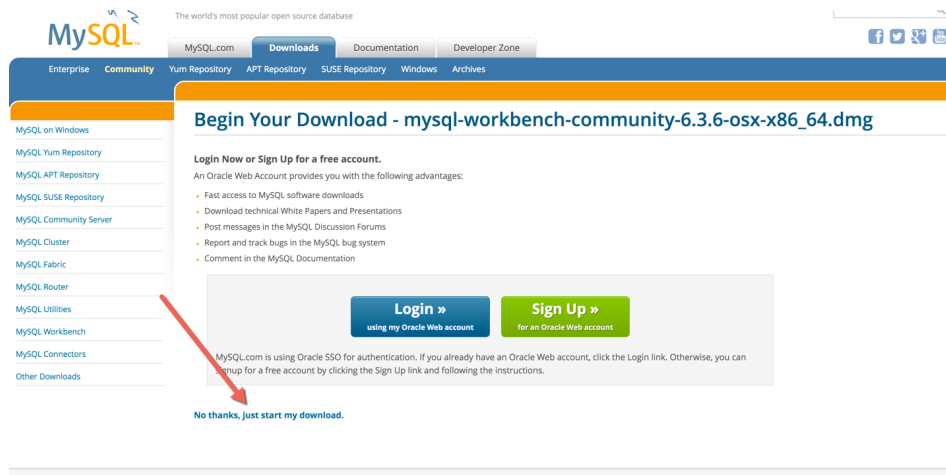 The world's most popular open source database
MySQL
MySQL.com Downloads Documentation Developer Zone
Enterprise Community Yum Repository APT Repository SUSE Repository Windows Archives
MySQL on Windows
MySQL Yum Repository
MySQL APT Repository
MySQL SUSE Repository
MySQL Community Server
MySQL Cluster
MySQL Fabric
MySQL Router
MySQL Utilities
MySQL Workbench
MySQL Connectors
Other Downloads
Begin Your Download - mysql-workbench-community-6.3.6-osx-x86_64.dmg
Login Now or Sign Up for a free account.
An Oracle Web Account provides you with the following advantages:
Fast access to MySQL software downloads
Download technical White Papers and Presentations
Post messages in the MySQL Discussion Forums
Report and track bugs in the MySQL bug system
Comment in the MySQL Documentation
Login »
using my Oracle Web account
Sign Up »
for an Oracle Web account
MySQL.com is using Oracle SSO for authentication. If you already have an Oracle Web account, click the Login link. Otherwise, you can
signup for a free account by clicking the Sign Up link and following the instructions.
No thanks, just start my download.